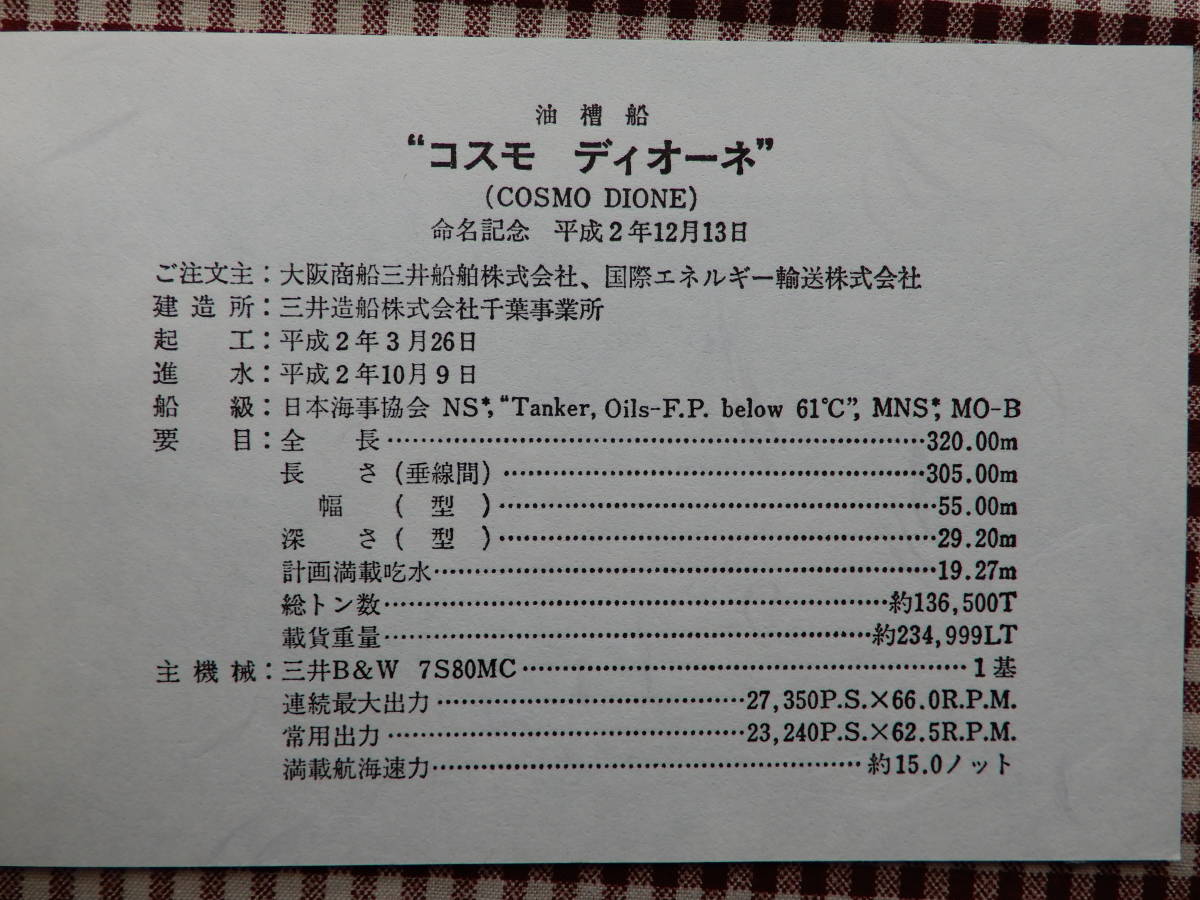 油槽船
“コスモ ディオーネ”
(COSMO DIONE)
命名記念 平成2年12月13日
ご注文主：大阪商船三井船舶株式会社、国際エネルギー輸送株式会社
建造所：三井造船株式会社千葉事業所
起工：平成2年3月26日
進水：平成2年10月9日
船級：日本海事協会 NS*, “Tanker, Oils-F.P. below 61℃”, MNS*, MO-B
要目：全長……320.00m
長さ(垂線間)……305.00m
幅(型)……55.00m
深さ(型)……29.20m
計画満載吃水……19.27m
総トン数……約136,500T
載貨重量……約234,999LT
主機械：三井B&W 7S80MC……1基
連続最大出力……27,350P.S.×66.0R.P.M.
常用出力……23,240P.S.×62.5R.P.M.
満載航海速力……約15.0ノット